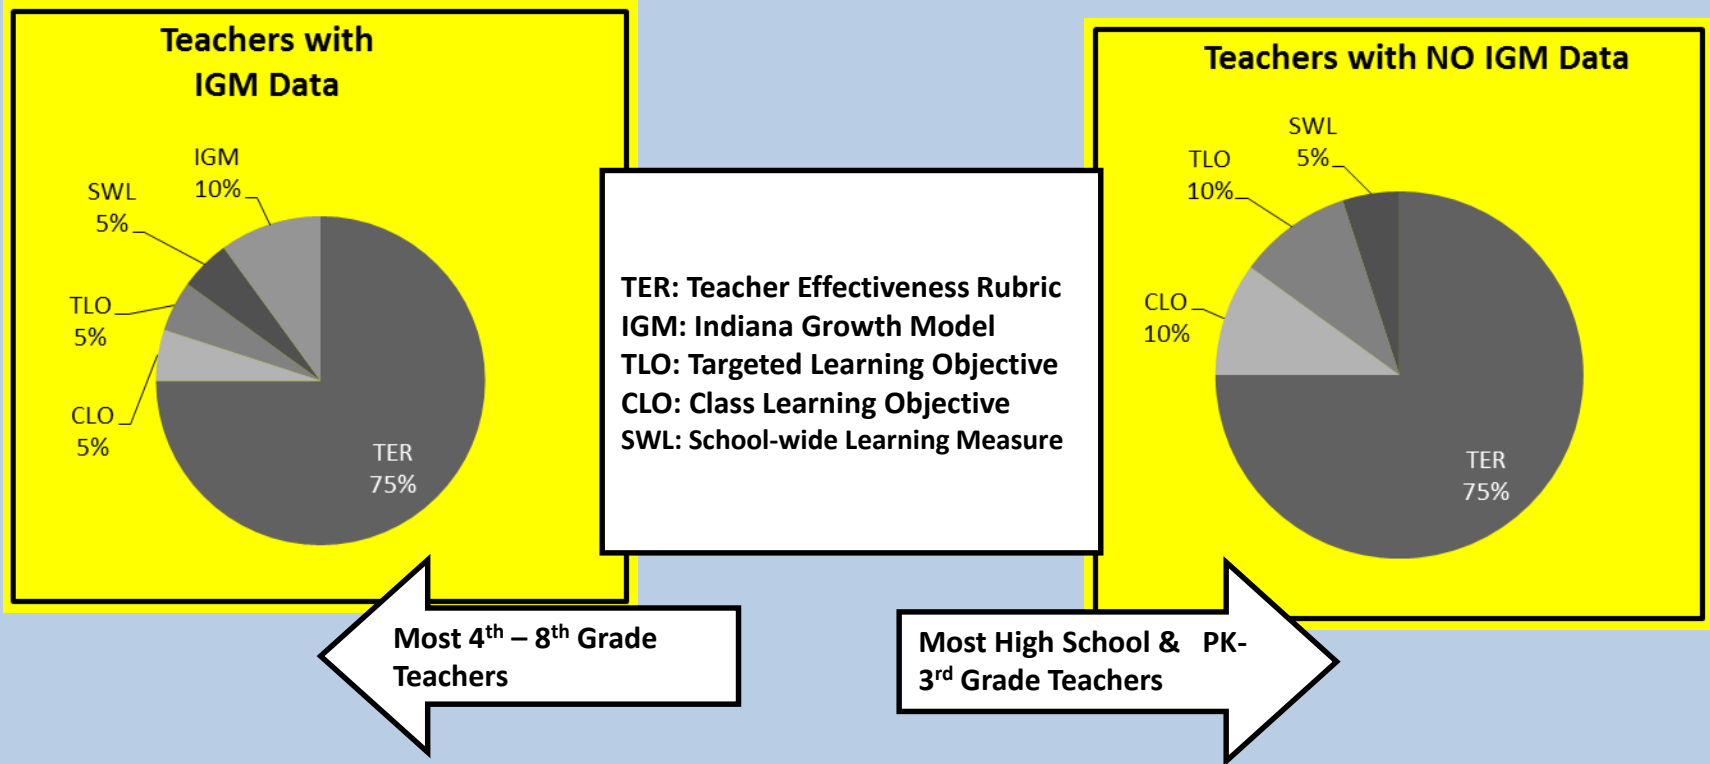 Teachers with
IGM Data
IGM
10%
SWL
5%
TLO
5%
CLO
5%
TER
75%
TER: Teacher Effectiveness Rubric
IGM: Indiana Growth Model
TLO: Targeted Learning Objective
CLO: Class Learning Objective
SWL: School-wide Learning Measure
Teachers with NO IGM Data
SWL
5%
TLO
10%
CLO
10%
TER
75%
Most 4th – 8th Grade
Teachers
Most High School & PK-
3rd Grade Teachers